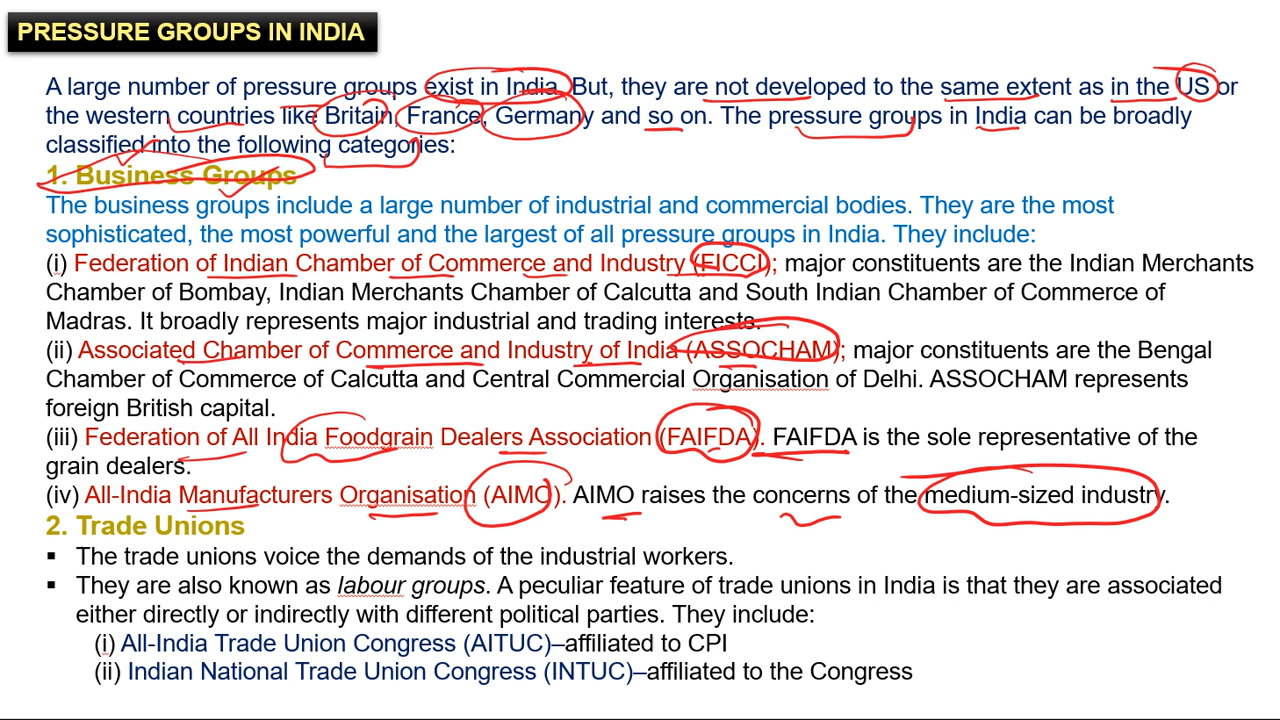 PRESSURE GROUPS IN INDIA
A large number of pressure groups exist in India. But, they are not developed to the same extent as in the US or
the western countries like Britain, France, Germany and so on. The pressure groups in India can be broadly
classified into the following categories:
1. Business Groups
The business groups include a large number of industrial and commercial bodies. They are the most
sophisticated, the most powerful and the largest of all pressure groups in India. They include:
(i) Federation of Indian Chamber of Commerce and Industry (FICCI); major constituents are the Indian Merchants
Chamber of Bombay, Indian Merchants Chamber of Calcutta and South Indian Chamber of Commerce of
Madras. It broadly represents major industrial and trading interests.
(ii) Associated Chamber of Commerce and Industry of India (ASSOCHAM); major constituents are the Bengal
Chamber of Commerce of Calcutta and Central Commercial Organisation of Delhi. ASSOCHAM represents
foreign British capital.
(iii) Federation of All India Foodgrain Dealers Association (FAIFDA). FAIFDA is the sole representative of the
grain dealers.
(iv) All-India Manufacturers Organisation (AIMO). AIMO raises the concerns of the medium-sized industry.
2. Trade Unions
▪ The trade unions voice the demands of the industrial workers.
▪ They are also known as labour groups. A peculiar feature of trade unions in India is that they are associated
either directly or indirectly with different political parties. They include:
(i) All-India Trade Union Congress (AITUC)–affiliated to CPI
(ii) Indian National Trade Union Congress (INTUC)–affiliated to the Congress